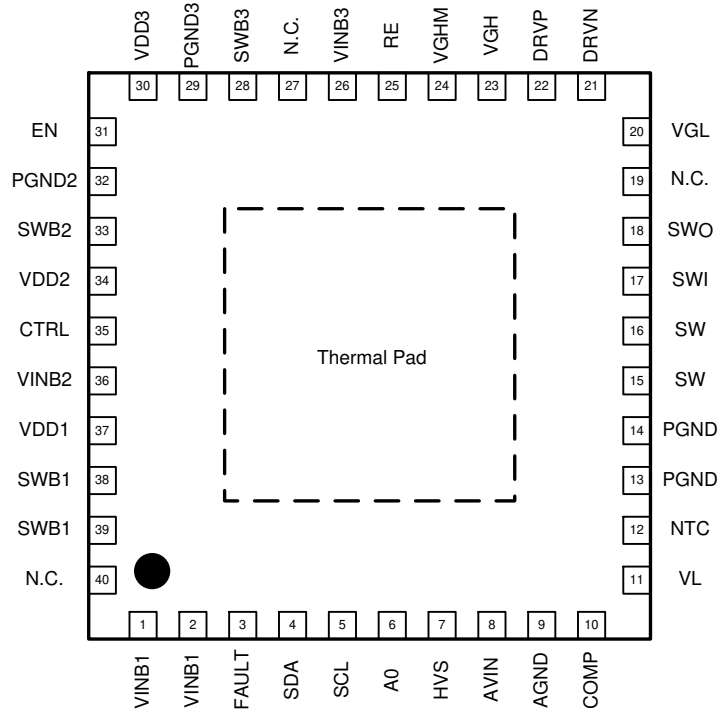 VDD3
PGND3
SWB3
N.C.
VINB3
RE
VGHM
VGH
DRVP
DRVN
30 29 28 27 26 25 24 23 22 21
EN 31 20 VGL
PGND2 32 19 N.C.
SWB2 33 18 SWO
VDD2 34 17 SWI
CTRL 35 16 SW
Thermal Pad
VINB2 36 15 SW
VDD1 37 14 PGND
SWB1 38 13 PGND
SWB1 39 12 NTC
N.C. 40 11 VL
1 2 3 4 5 6 7 8 9 10
VINB1
VINB1
FAULT
SDA
SCL
A0
HVS
AVIN
AGND
COMP